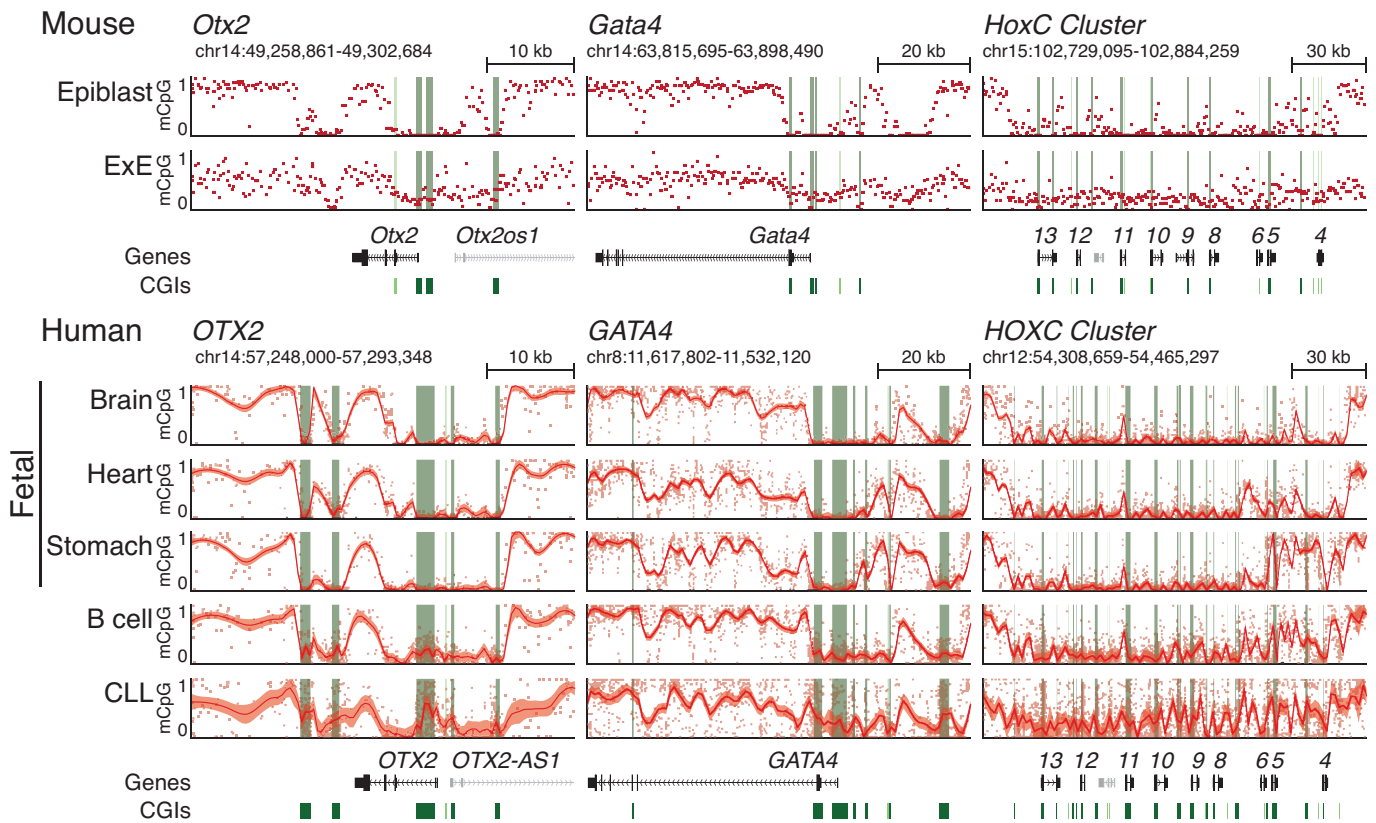 Mouse
Otx2
chr14:49,258,861-49,302,684
10 kb
Gata4
chr14:63,815,695-63,898,490
20 kb
HoxC Cluster
chr15:102,729,095-102,884,259
30 kb
Epiblast
mCpG
1
0
ExE
mCpG
1
0
Genes
Otx2
Otx2os1
Gata4
13 12 11 10 9 8 6 5 4
CGIs
Human
OTX2
chr14:57,248,000-57,293,348
10 kb
GATA4
chr8:11,617,802-11,532,120
20 kb
HOXC Cluster
chr12:54,308,659-54,465,297
30 kb
Fetal
Brain
mCpG
1
0
Heart
mCpG
1
0
Stomach
mCpG
1
0
B cell
mCpG
1
0
CLL
mCpG
1
0
Genes
OTX2
OTX2-AS1
GATA4
13 12 11 10 9 8 6 5 4
CGIs